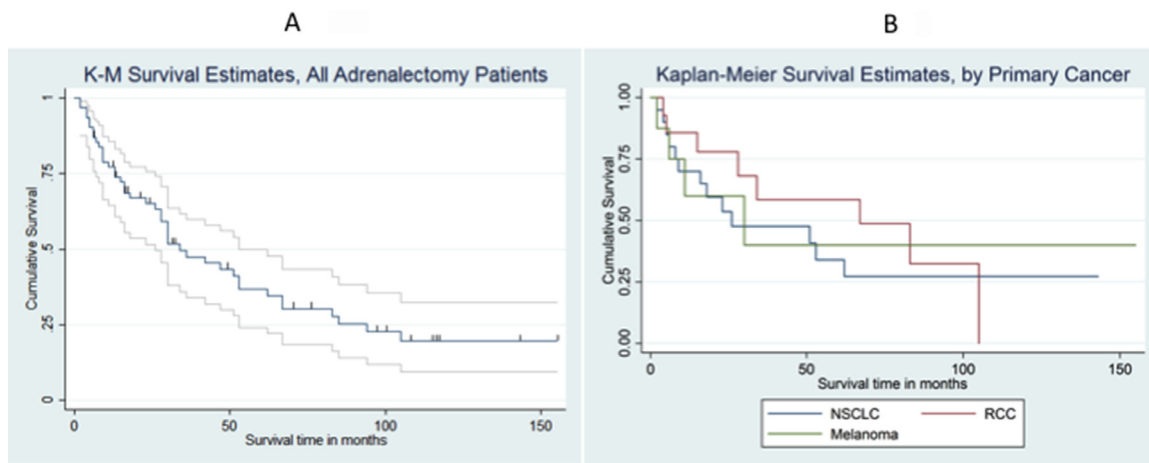 A
B
K-M Survival Estimates, All Adrenalectomy Patients
Cumulative Survival
1
.75
.5
.25
0
0 50 100 150
Survival time in months
Kaplan-Meier Survival Estimates, by Primary Cancer
Cumulative Survival
1.00
0.75
0.50
0.25
0.00
0 50 100 150
Survival time in months
NSCLC RCC
Melanoma